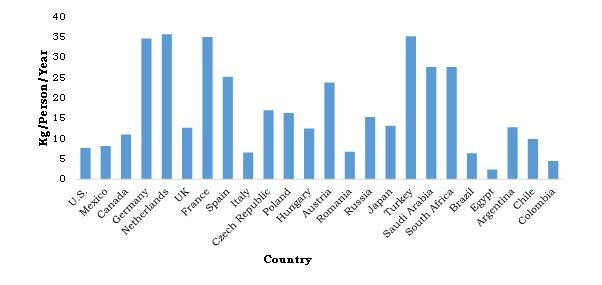 40
35
30
25
20
15
10
5
0
Kg/Person/Year
U.S.
Mexico
Canada
Germany
Netherlands
UK
France
Spain
Italy
Czech Republic
Poland
Hungary
Austria
Romania
Russia
Japan
Turkey
Saudi Arabia
South Africa
Brazil
Egypt
Argentina
Chile
Colombia
Country